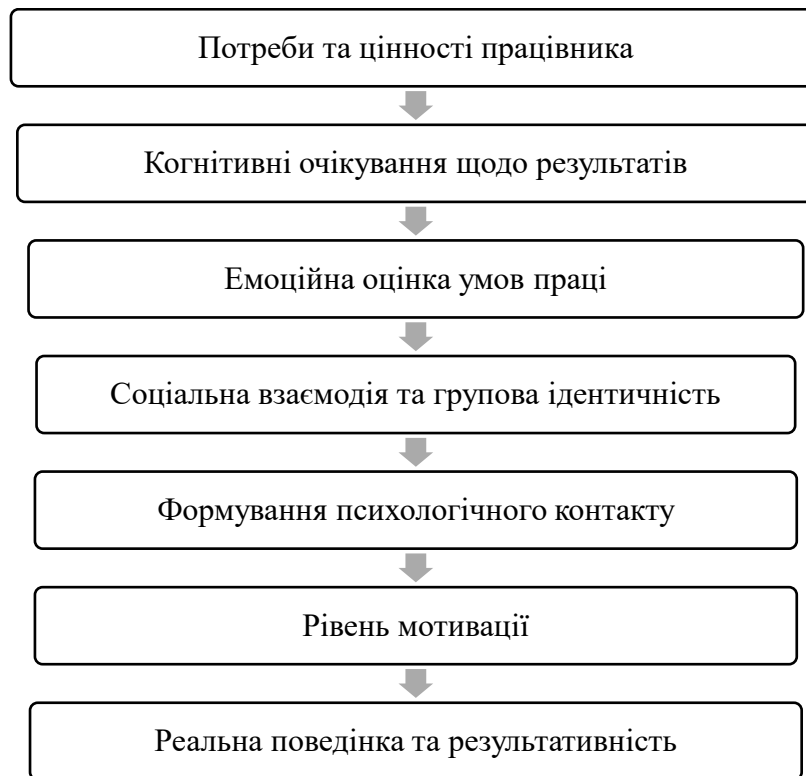 Потреби та цінності працівника
Когнітивні очікування щодо результатів
Емоційна оцінка умов праці
Соціальна взаємодія та групова ідентичність
Формування психологічного контакту
Рівень мотивації
Реальна поведінка та результативність